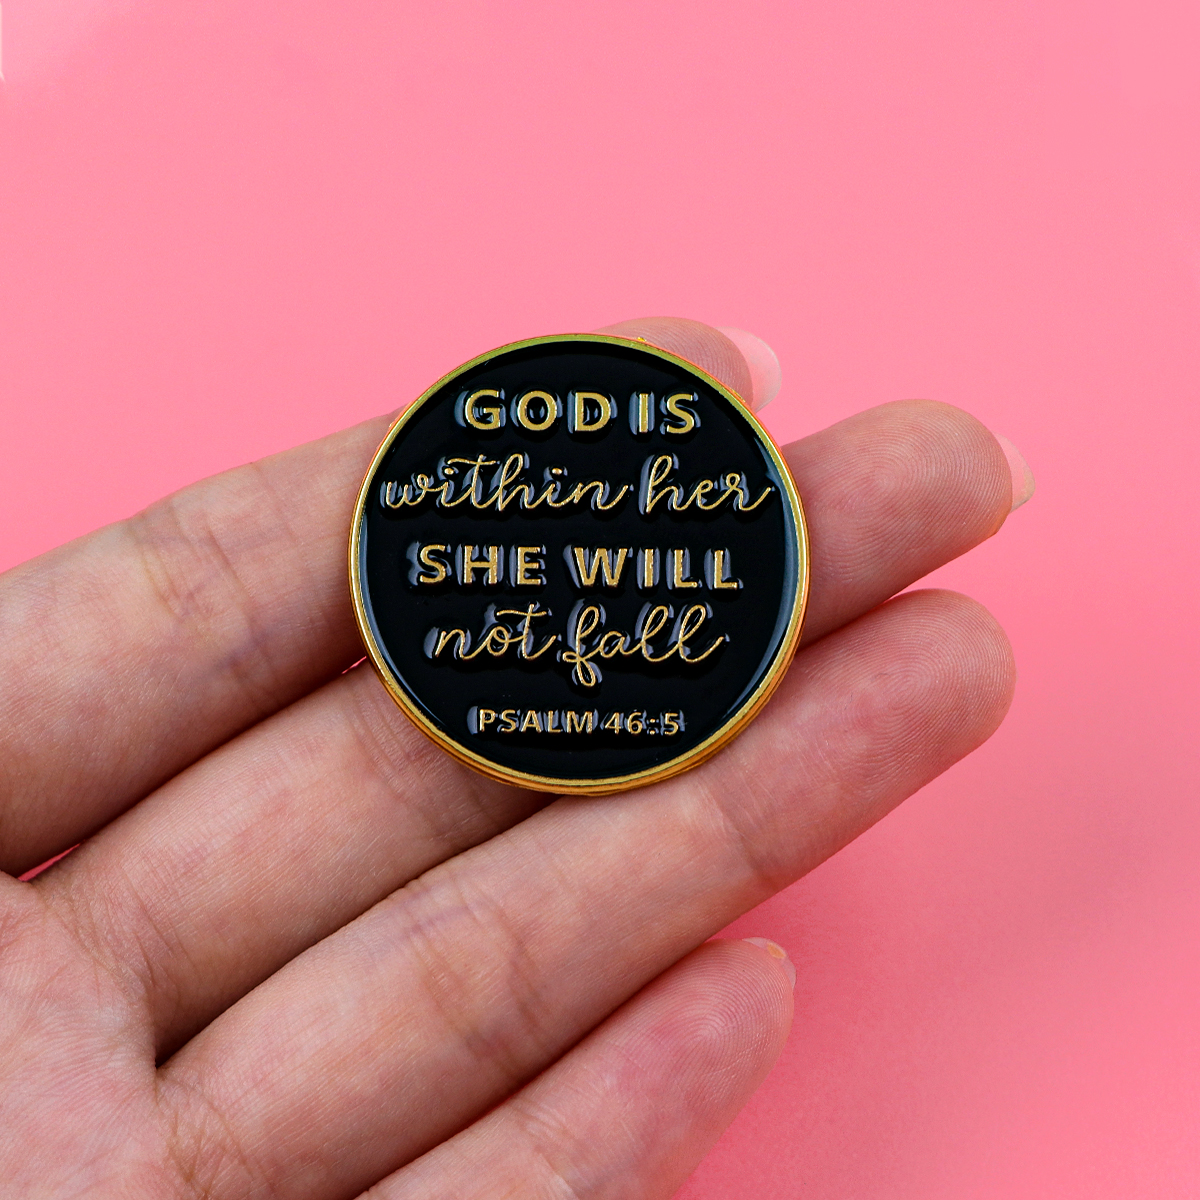 GOD IS
within her
SHE WILL
not fall
PSALM 46:5